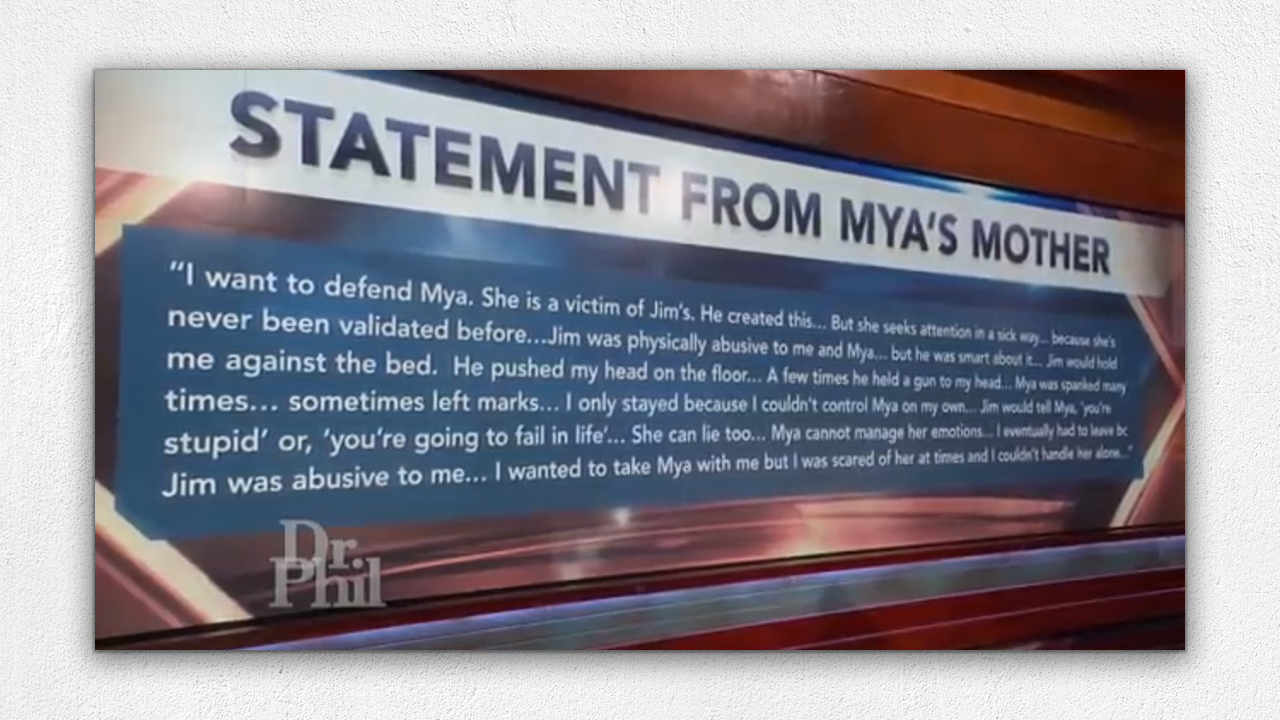 STATEMENT FROM MYA'S MOTHER
"I want to defend Mya. She is a victim of Jim's. He created this... But she seeks attention in a sick way... because she's
never been validated before...Jim was physically abusive to me and Mya... but he was smart about it... Jim would hold
me against the bed.  He pushed my head on the floor... A few times he held a gun to my head... Mya was spanked many
times... sometimes left marks... I only stayed because I couldn't control Mya on my own... Jim would tell Mya, 'you're
stupid' or, 'you're going to fail in life'... She can lie too... Mya cannot manage her emotions... I eventually had to leave bc
Jim was abusive to me... I wanted to take Mya with me but I was scared of her at times and I couldn't handle her alone..."
Dr.
Phil